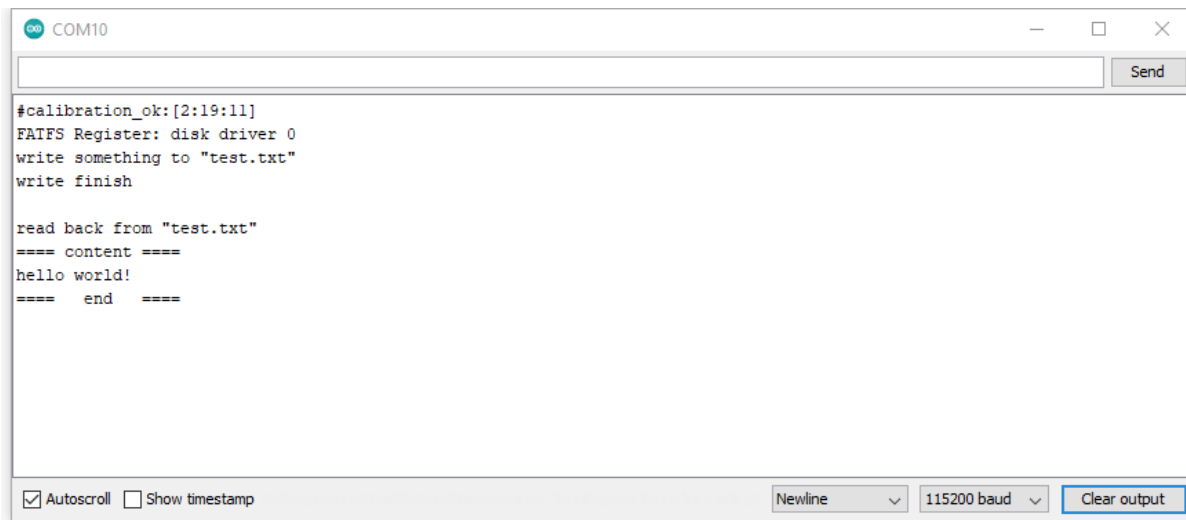 COM10
Send
#calibration_ok:[2:19:11]
FATFS Register: disk driver 0
write something to "test.txt"
write finish
read back from "test.txt"
==== content ====
hello world!
====   end   ====
Autoscroll Show timestamp Newline 115200 baud Clear output